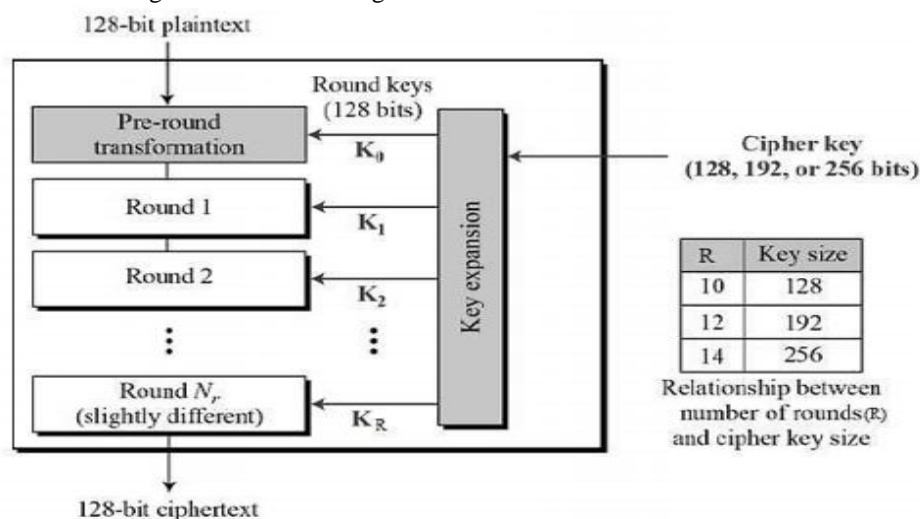 128-bit plaintext
Round keys
(128 bits)
Pre-round
transformation
K₀
Cipher key
(128, 192, or 256 bits)
Round 1
K₁
Round 2
K₂
Key expansion
R Key size
10 128
12 192
14 256
⋮ ⋮
Round Nᵣ
(slightly different)
K_R
Relationship between
number of rounds(R)
and cipher key size
128-bit ciphertext